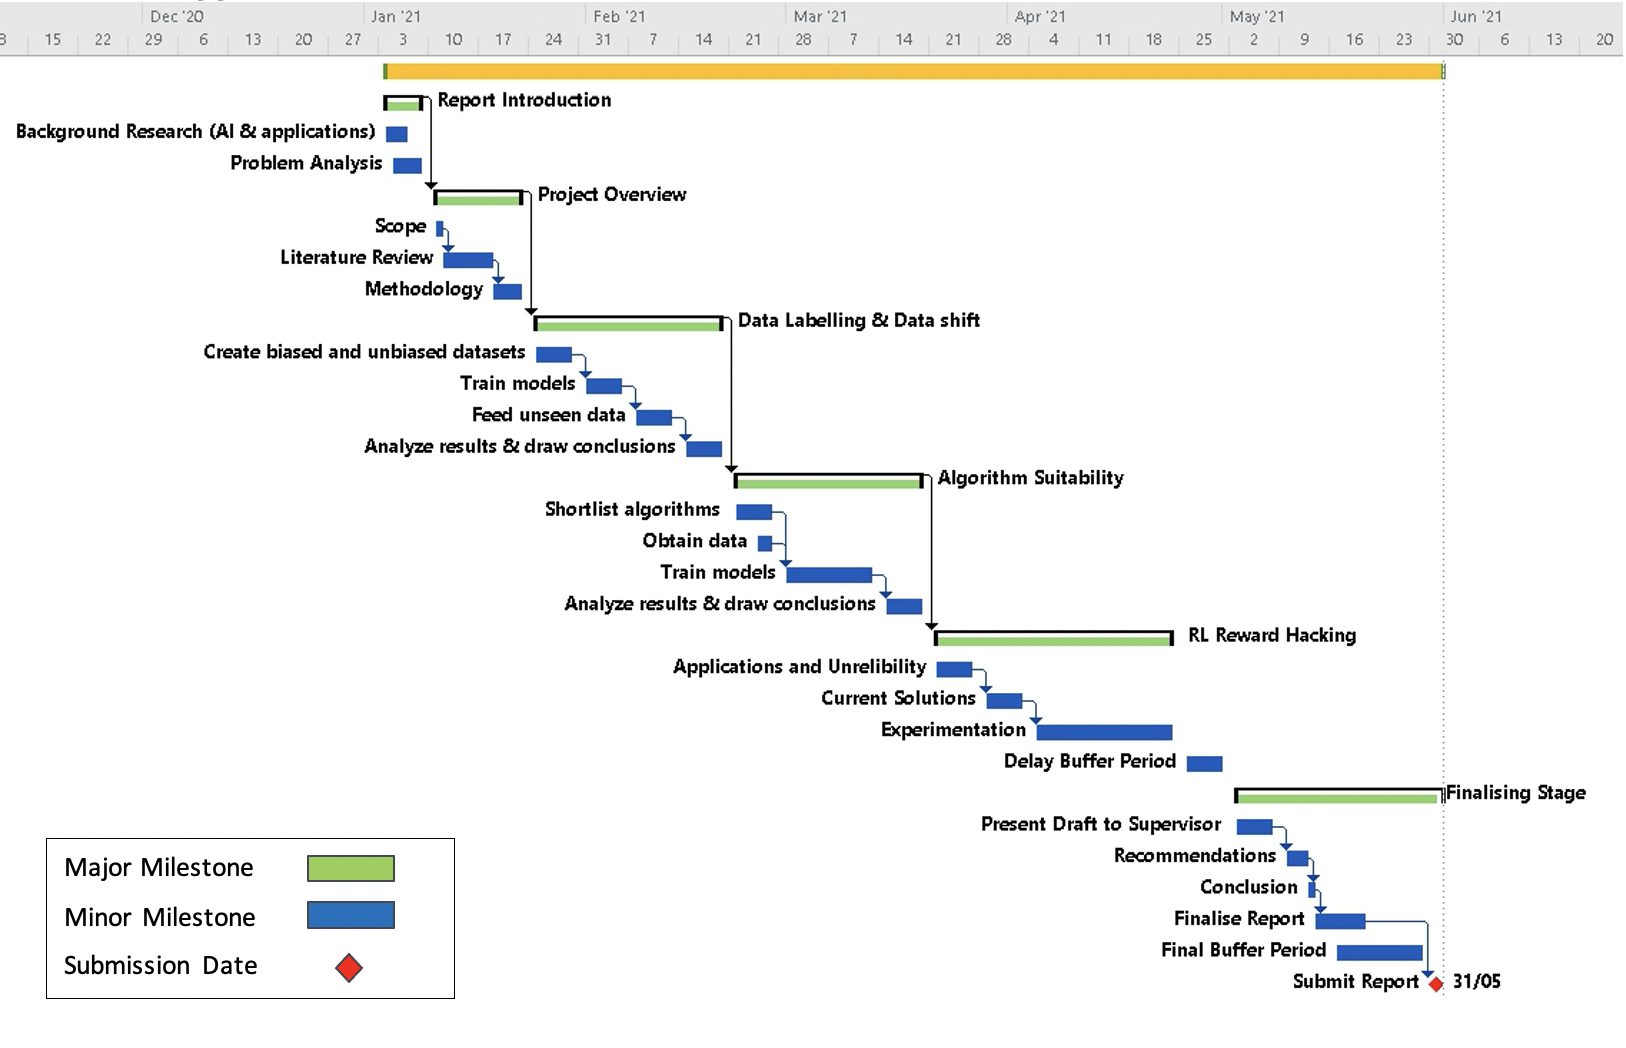 Dec '20 Jan '21 Feb '21 Mar '21 Apr '21 May '21 Jun '21
15 22 29 6 13 20 27 3 10 17 24 31 7 14 21 28 7 14 21 28 4 11 18 25 2 9 16 23 30 6 13 20
Report Introduction
Background Research (AI & applications)
Problem Analysis
Project Overview
Scope
Literature Review
Methodology
Data Labelling & Data shift
Create biased and unbiased datasets
Train models
Feed unseen data
Analyze results & draw conclusions
Algorithm Suitability
Shortlist algorithms
Obtain data
Train models
Analyze results & draw conclusions
RL Reward Hacking
Applications and Unrelibility
Current Solutions
Experimentation
Delay Buffer Period
Finalising Stage
Present Draft to Supervisor
Recommendations
Conclusion
Finalise Report
Final Buffer Period
Submit Report 31/05
Major Milestone
Minor Milestone
Submission Date